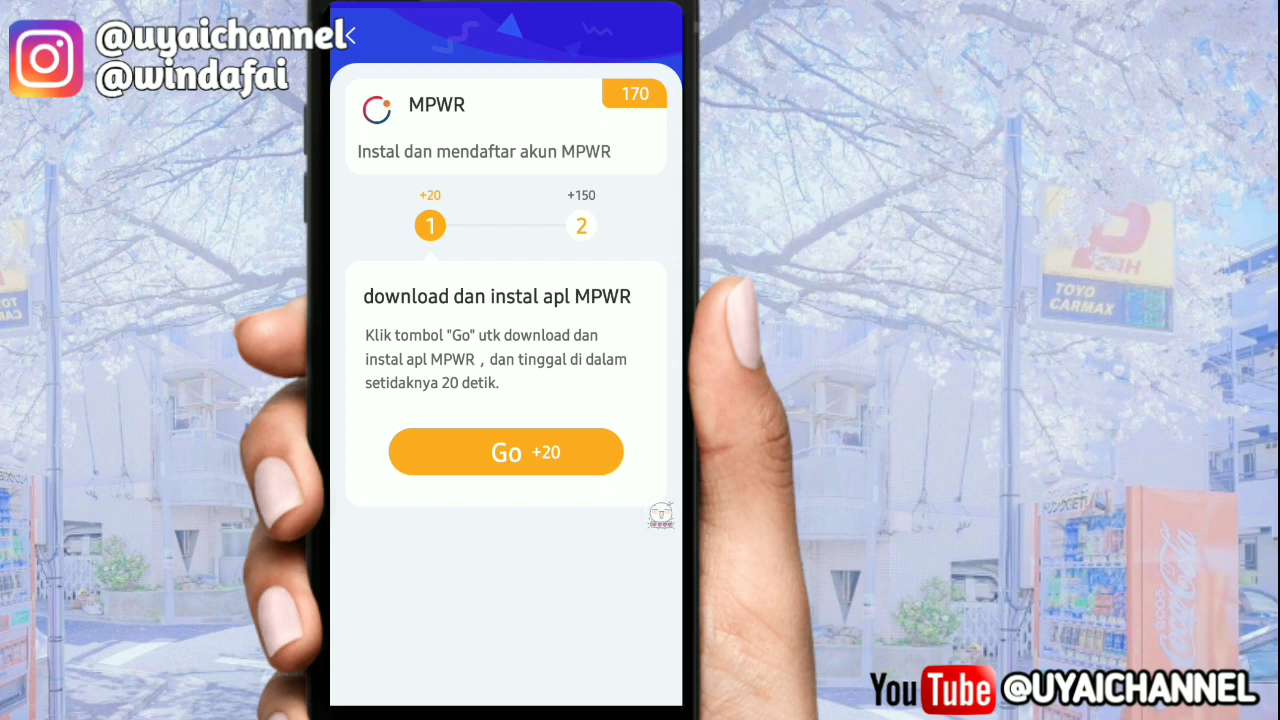 @uyaichannel
@windafai
MPWR
170
Instal dan mendaftar akun MPWR
+20
+150
1
2
download dan instal apl MPWR
Klik tombol "Go" utk download dan
instal apl MPWR , dan tinggal di dalam
setidaknya 20 detik.
Go +20
TOYO
CARMAX
Coca-Cola
YouTube @UYAICHANNEL